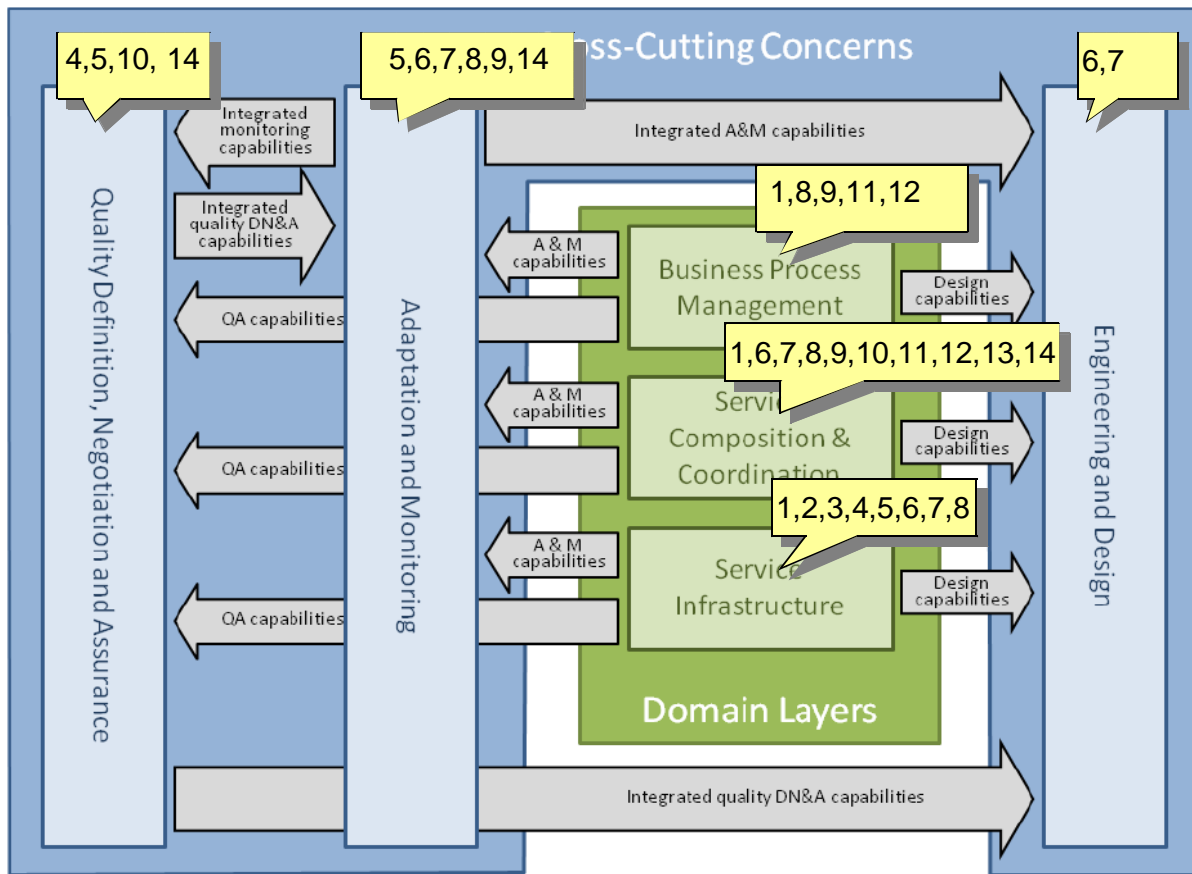 4,5,10, 14
5,6,7,8,9,14
oss-Cutting Concerns
6,7
Integrated
monitoring
capabilities
Integrated A&M capabilities
Integrated
quality DN&A
capabilities
1,8,9,11,12
A & M
capabilities
Business Process
Management
Design
capabilities
QA capabilities
1,6,7,8,9,10,11,12,13,14
A & M
capabilities
Servi
Composition &
Coordination
Design
capabilities
QA capabilities
1,2,3,4,5,6,7,8
A & M
capabilities
Service
Infrastructure
Design
capabilities
QA capabilities
Domain Layers
Integrated quality DN&A capabilities
Quality Definition, Negotiation and Assurance
Adaptation and Monitoring
Engineering and Design